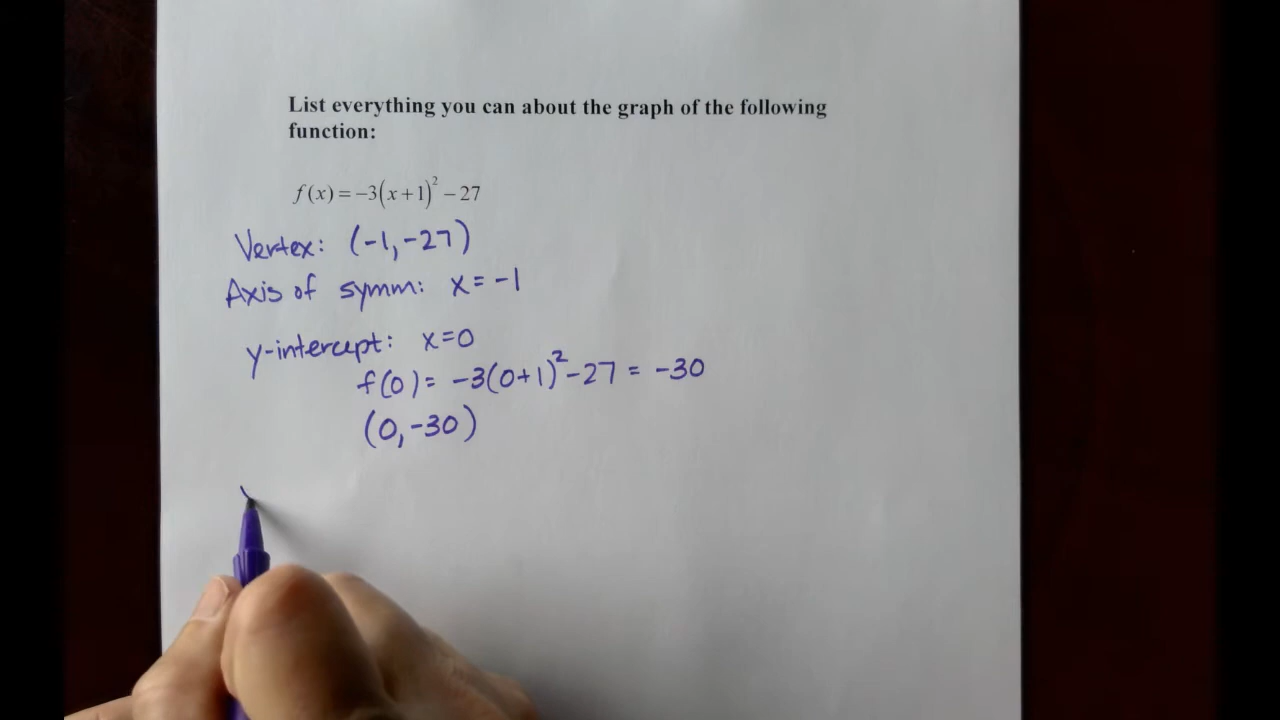 List everything you can about the graph of the following
function:
f(x) = −3(x+1)² − 27
Vertex: (-1, -27)
Axis of symm: x = -1
y-intercept: x=0
f(0) = -3(0+1)² - 27 = -30
(0, -30)